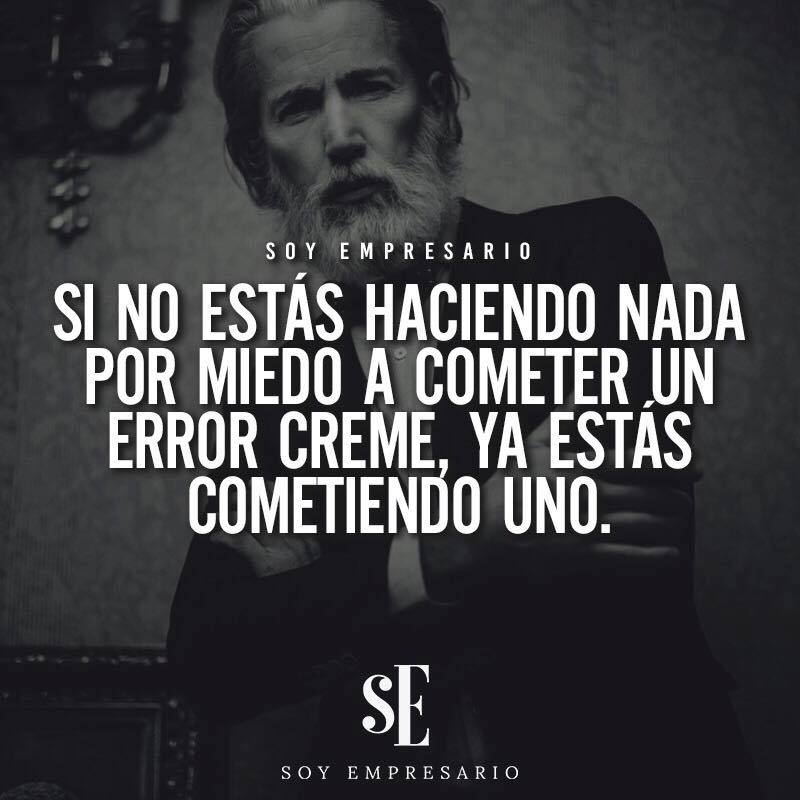 SOY EMPRESARIO
SI NO ESTÁS HACIENDO NADA
POR MIEDO A COMETER UN
ERROR CREME, YA ESTÁS
COMETIENDO UNO.
SE
SOY EMPRESARIO